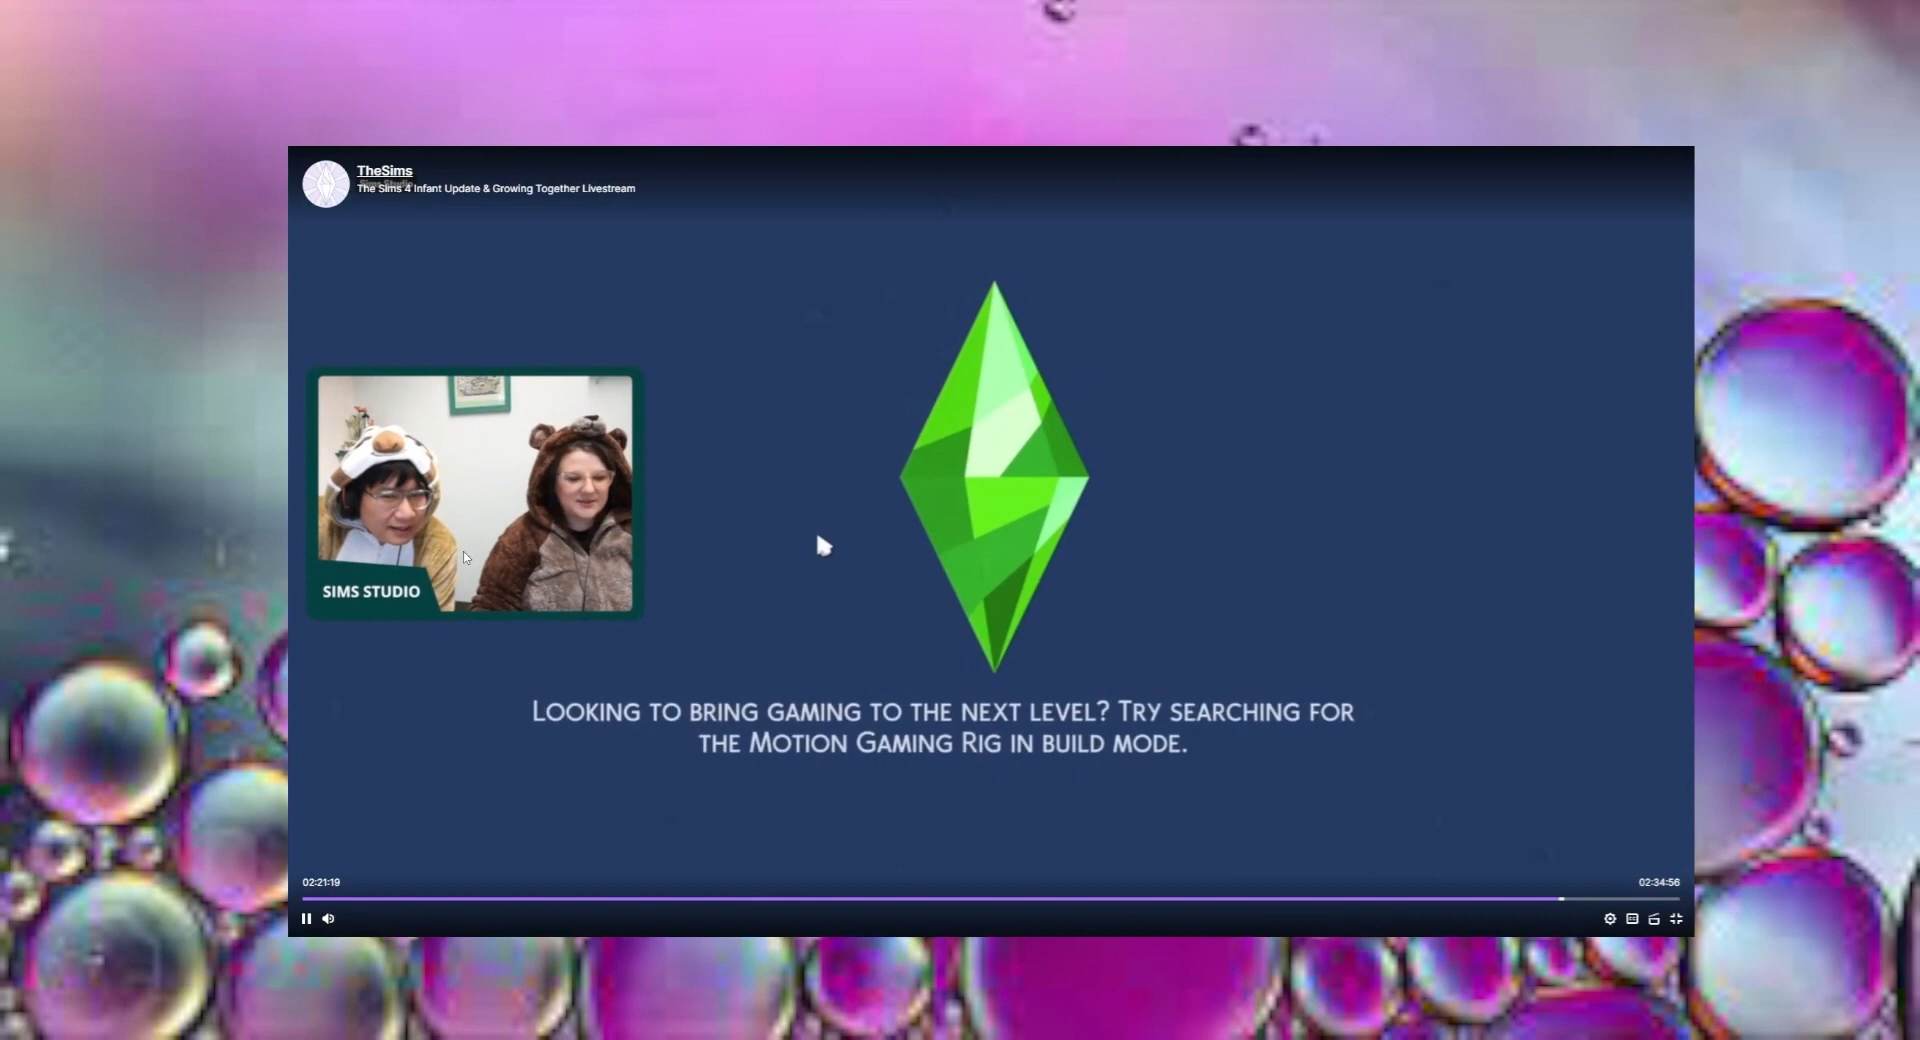 TheSims
The Sims 4 Infant Update & Growing Together Livestream
SIMS STUDIO
LOOKING TO BRING GAMING TO THE NEXT LEVEL? TRY SEARCHING FOR
THE MOTION GAMING RIG IN BUILD MODE.
02:21:19
02:34:56